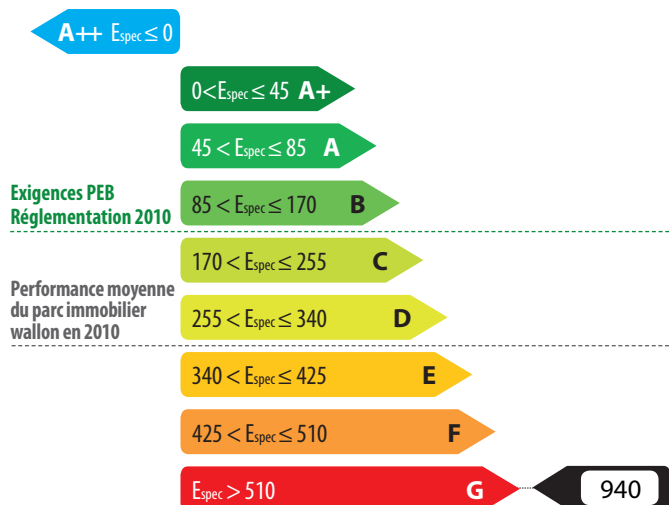 A++ Espec ≤ 0
0<Espec ≤ 45 A+
45 < Espec ≤ 85 A
Exigences PEB
Réglementation 2010
85 < Espec ≤ 170 B
170 < Espec ≤ 255 C
Performance moyenne
du parc immobilier
wallon en 2010
255 < Espec ≤ 340 D
340 < Espec ≤ 425 E
425 < Espec ≤ 510 F
Espec > 510 G
940